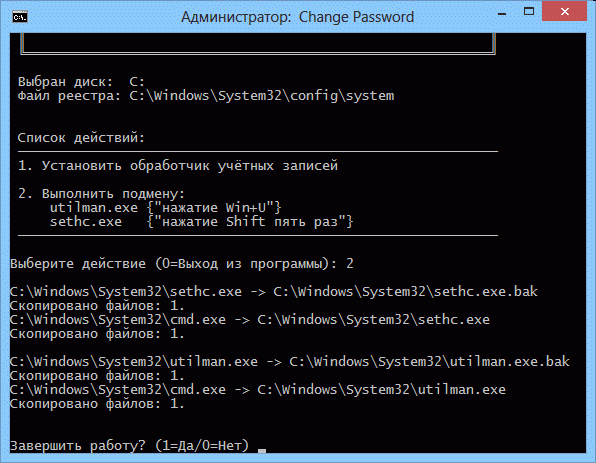 Администратор: Change Password
Выбран диск: C:
Файл реестра: C:\Windows\System32\config\system
Список действий:
1. Установить обработчик учётных записей
2. Выполнить подмену:
utilman.exe {"нажатие Win+U"}
sethc.exe {"нажатие Shift пять раз"}
Выберите действие (0=Выход из программы): 2
C:\Windows\System32\sethc.exe -> C:\Windows\System32\sethc.exe.bak
Скопировано файлов: 1.
C:\Windows\System32\cmd.exe -> C:\Windows\System32\sethc.exe
Скопировано файлов: 1.
C:\Windows\System32\utilman.exe -> C:\Windows\System32\utilman.exe.bak
Скопировано файлов: 1.
C:\Windows\System32\cmd.exe -> C:\Windows\System32\utilman.exe
Скопировано файлов: 1.
Завершить работу? (1=Да/0=Нет) _